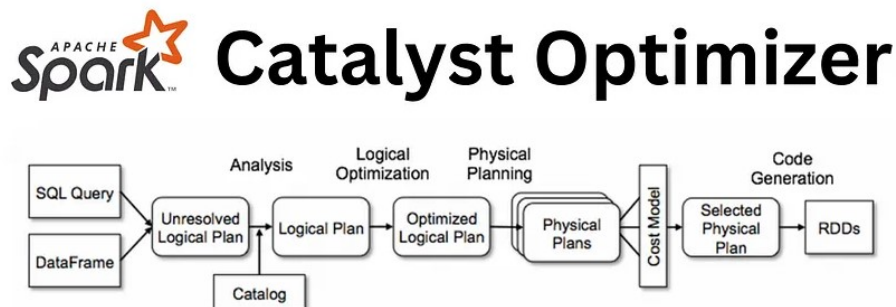 APACHE
Spark™
Catalyst Optimizer
Analysis
Logical
Optimization
Physical
Planning
Code
Generation
SQL Query
DataFrame
Unresolved
Logical Plan
Catalog
Logical Plan
Optimized
Logical Plan
Physical
Plans
Cost Model
Selected
Physical
Plan
RDDs